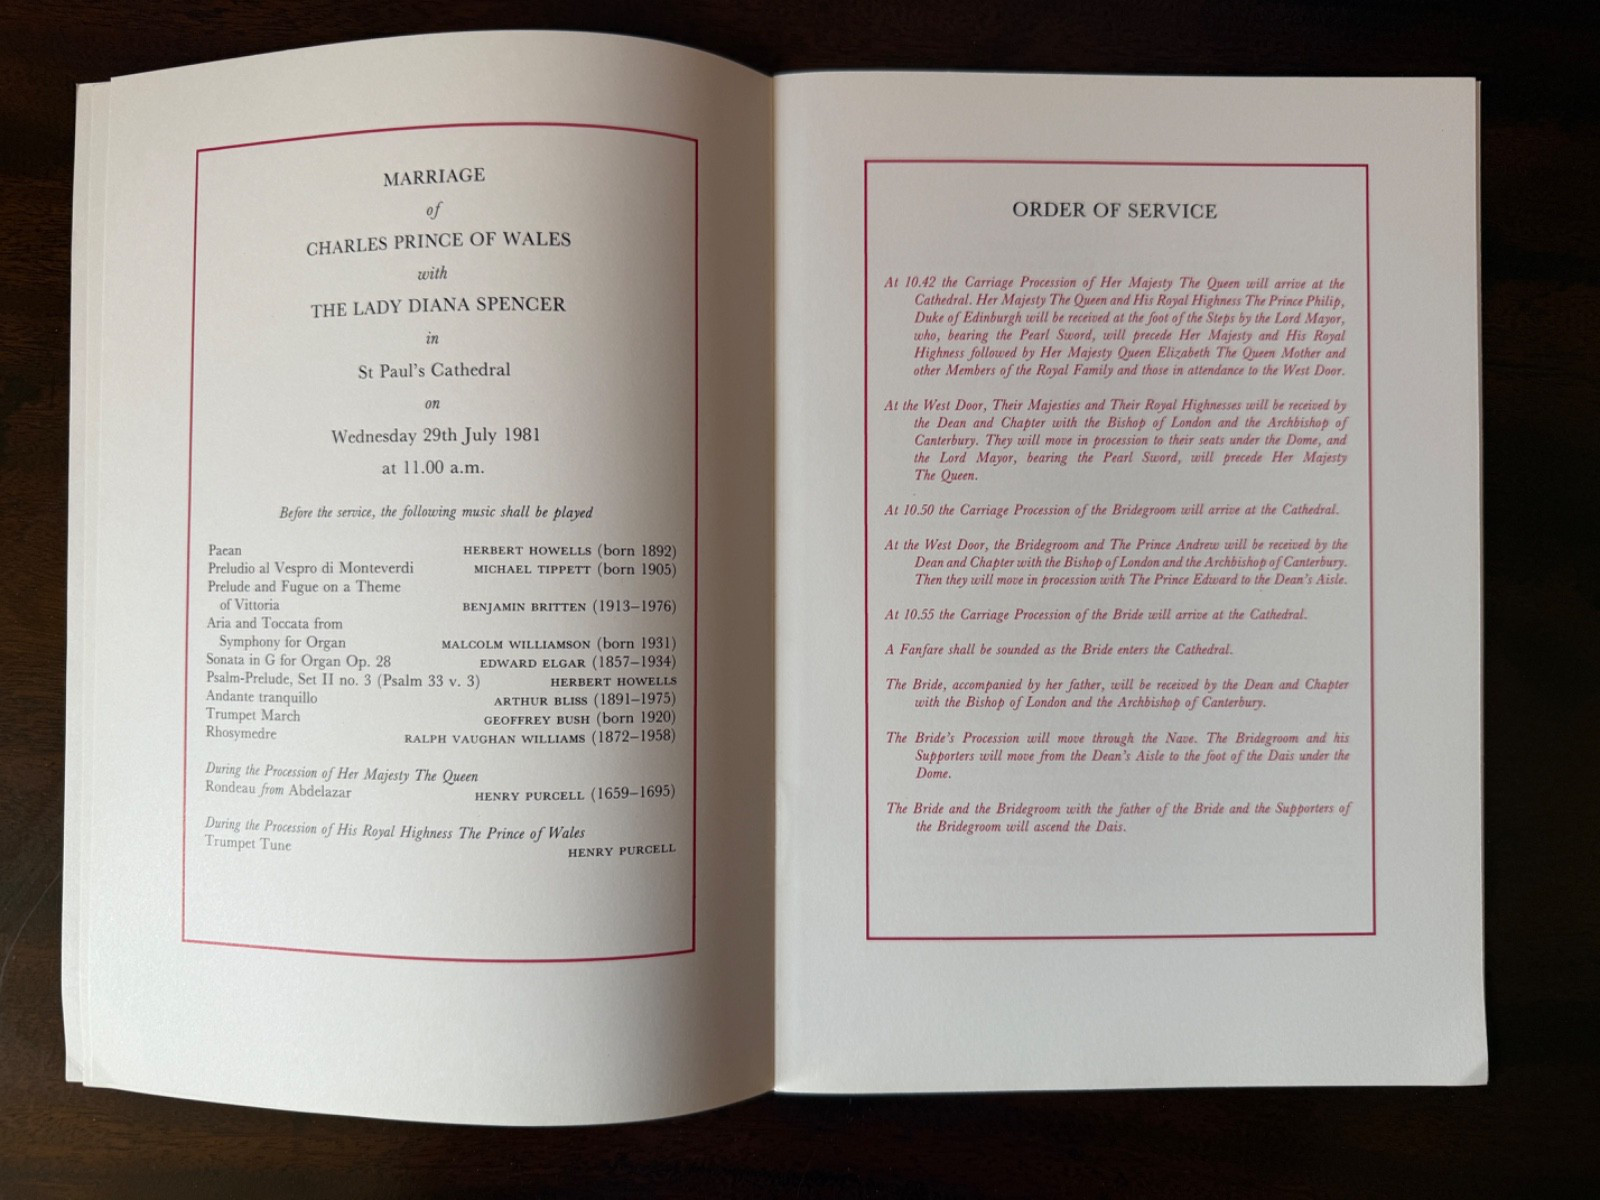 MARRIAGE
of
CHARLES PRINCE OF WALES
with
THE LADY DIANA SPENCER
in
St Paul's Cathedral
on
Wednesday 29th July 1981
at 11.00 a.m.
Before the service, the following music shall be played
Paean HERBERT HOWELLS (born 1892)
Preludio al Vespro di Monteverdi MICHAEL TIPPETT (born 1905)
Prelude and Fugue on a Theme
of Vittoria BENJAMIN BRITTEN (1913–1976)
Aria and Toccata from
Symphony for Organ MALCOLM WILLIAMSON (born 1931)
Sonata in G for Organ Op. 28 EDWARD ELGAR (1857–1934)
Psalm-Prelude, Set II no. 3 (Psalm 33 v. 3) HERBERT HOWELLS
Andante tranquillo ARTHUR BLISS (1891–1975)
Trumpet March GEOFFREY BUSH (born 1920)
Rhosymedre RALPH VAUGHAN WILLIAMS (1872–1958)
During the Procession of Her Majesty The Queen
Rondeau from Abdelazar HENRY PURCELL (1659–1695)
During the Procession of His Royal Highness The Prince of Wales
Trumpet Tune HENRY PURCELL
ORDER OF SERVICE
At 10.42 the Carriage Procession of Her Majesty The Queen will arrive at the
Cathedral. Her Majesty The Queen and His Royal Highness The Prince Philip,
Duke of Edinburgh will be received at the foot of the Steps by the Lord Mayor,
who, bearing the Pearl Sword, will precede Her Majesty and His Royal
Highness followed by Her Majesty Queen Elizabeth The Queen Mother and
other Members of the Royal Family and those in attendance to the West Door.
At the West Door, Their Majesties and Their Royal Highnesses will be received by
the Dean and Chapter with the Bishop of London and the Archbishop of
Canterbury. They will move in procession to their seats under the Dome, and
the Lord Mayor, bearing the Pearl Sword, will precede Her Majesty
The Queen.
At 10.50 the Carriage Procession of the Bridegroom will arrive at the Cathedral.
At the West Door, the Bridegroom and The Prince Andrew will be received by the
Dean and Chapter with the Bishop of London and the Archbishop of Canterbury.
Then they will move in procession with The Prince Edward to the Dean's Aisle.
At 10.55 the Carriage Procession of the Bride will arrive at the Cathedral.
A Fanfare shall be sounded as the Bride enters the Cathedral.
The Bride, accompanied by her father, will be received by the Dean and Chapter
with the Bishop of London and the Archbishop of Canterbury.
The Bride's Procession will move through the Nave. The Bridegroom and his
Supporters will move from the Dean's Aisle to the foot of the Dais under the
Dome.
The Bride and the Bridegroom with the father of the Bride and the Supporters of
the Bridegroom will ascend the Dais.